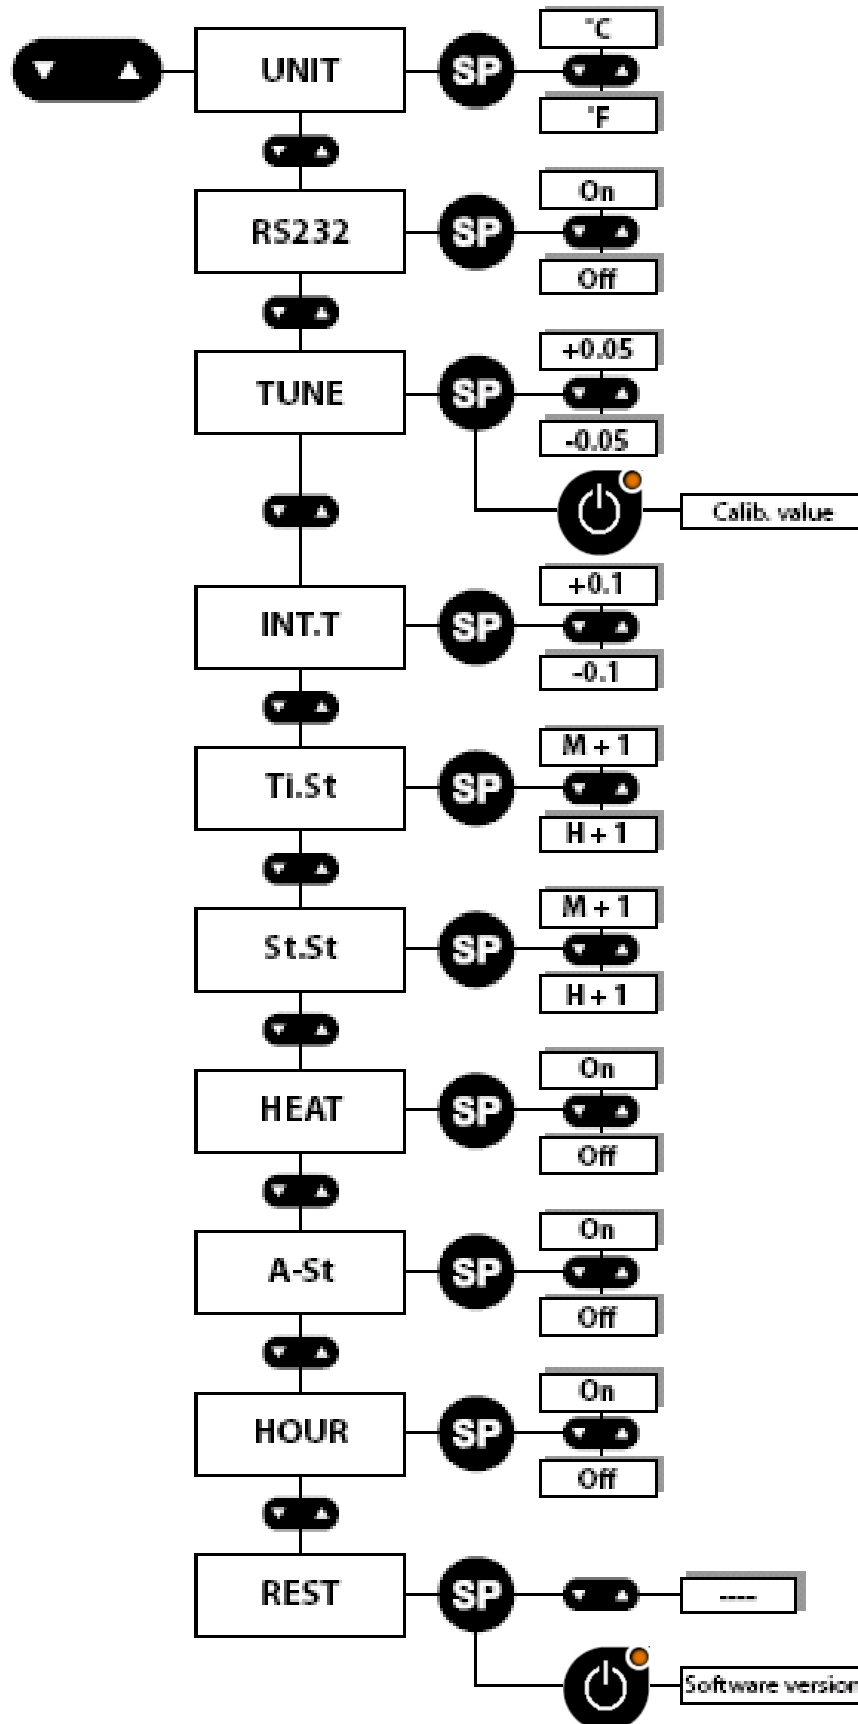 UNIT
SP
°C
°F
RS232
SP
On
Off
TUNE
SP
+0.05
-0.05
Calib. value
INT.T
SP
+0.1
-0.1
Ti.St
SP
M + 1
H + 1
St.St
SP
M + 1
H + 1
HEAT
SP
On
Off
A-St
SP
On
Off
HOUR
SP
On
Off
REST
SP
----
Software version